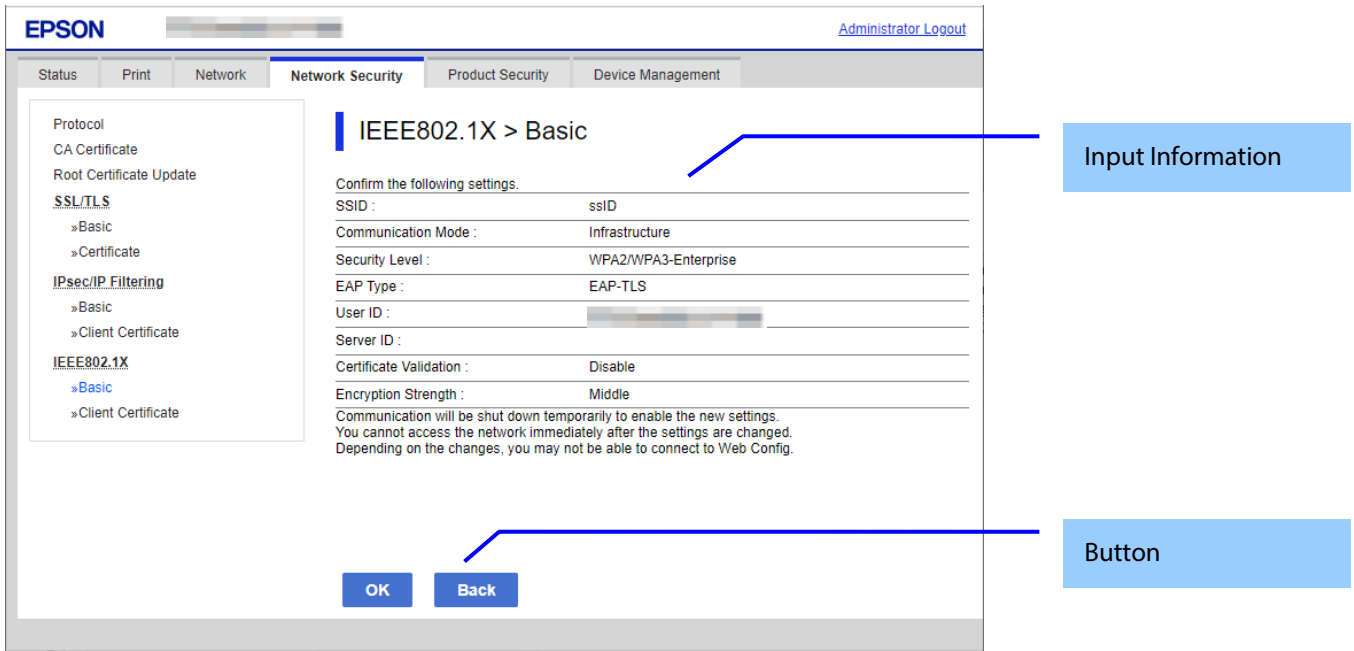 EPSON
Administrator Logout
Status Print Network Network Security Product Security Device Management
Protocol
CA Certificate
Root Certificate Update
SSL/TLS
»Basic
»Certificate
IPsec/IP Filtering
»Basic
»Client Certificate
IEEE802.1X
»Basic
»Client Certificate
IEEE802.1X > Basic
Confirm the following settings.
SSID : ssID
Communication Mode : Infrastructure
Security Level : WPA2/WPA3-Enterprise
EAP Type : EAP-TLS
User ID :
Server ID :
Certificate Validation : Disable
Encryption Strength : Middle
Communication will be shut down temporarily to enable the new settings.
You cannot access the network immediately after the settings are changed.
Depending on the changes, you may not be able to connect to Web Config.
OK Back
Input Information
Button